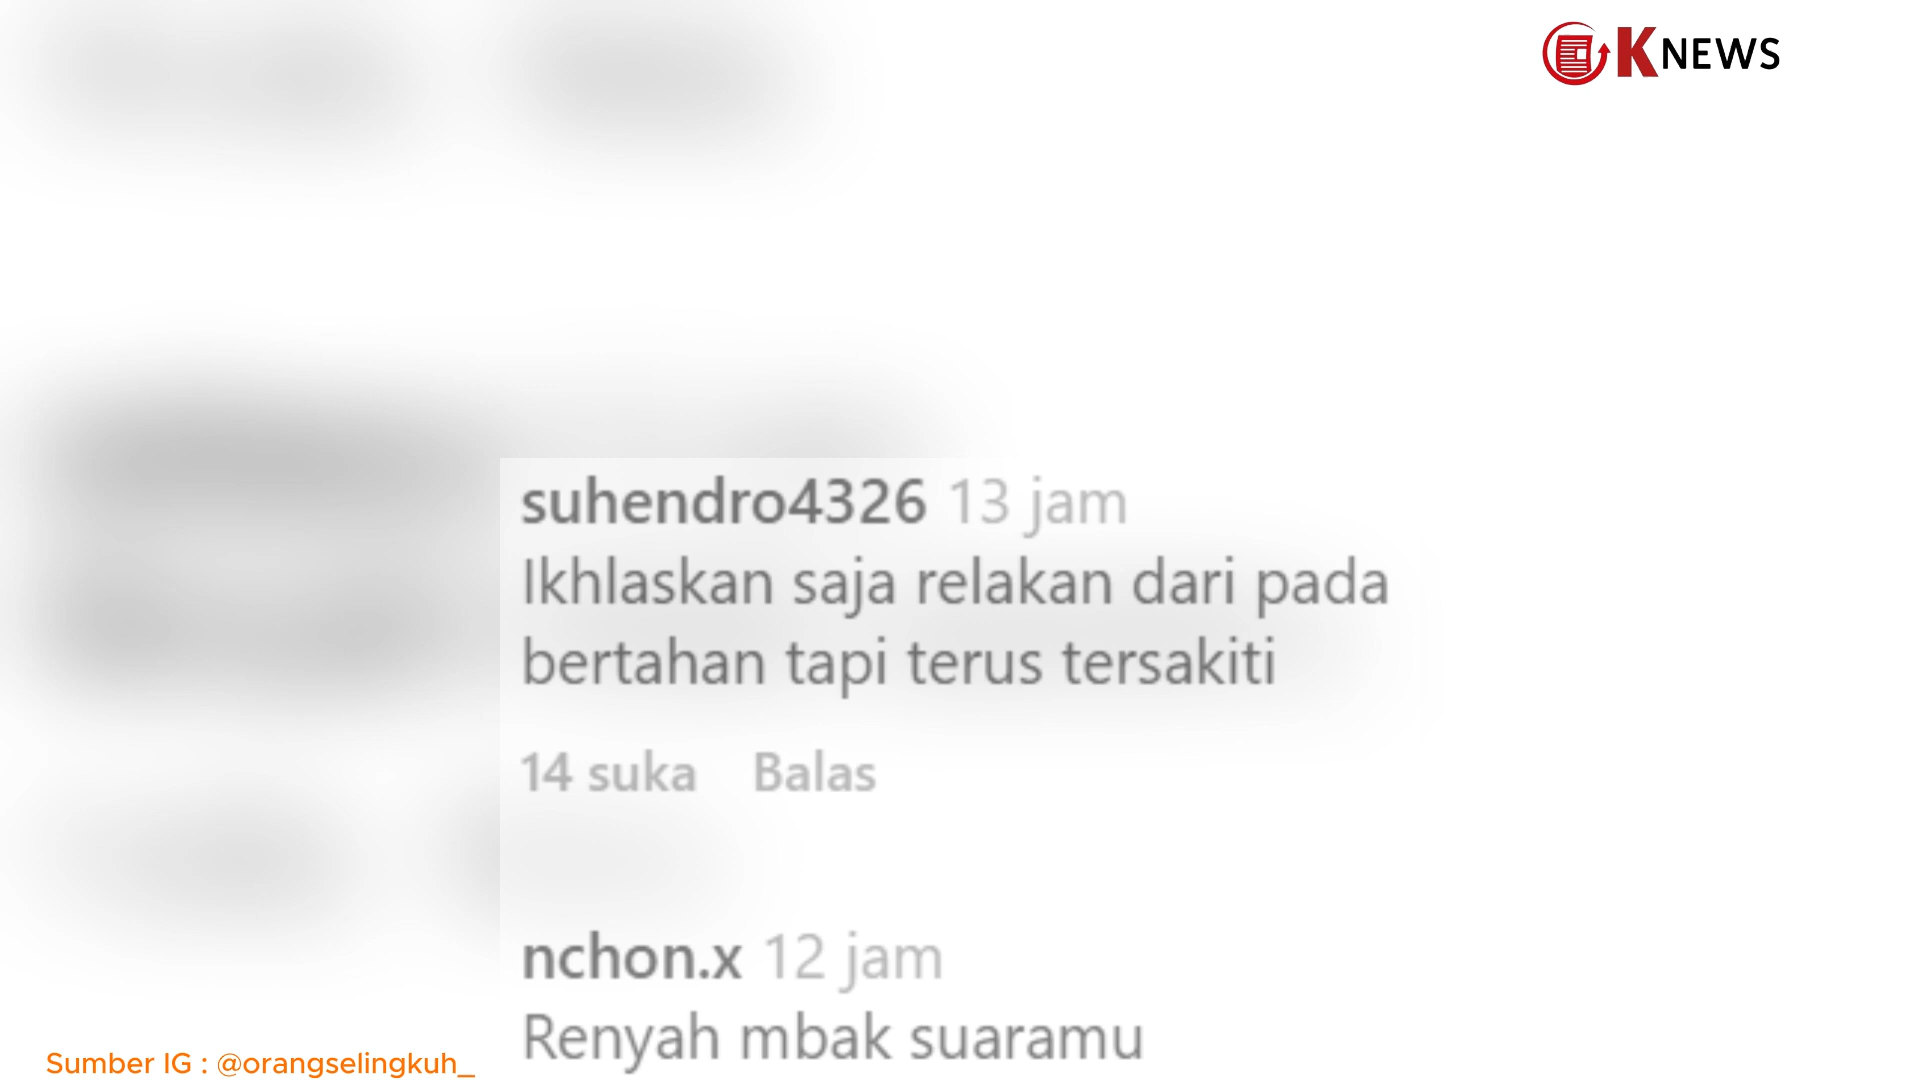 KNEWS
suhendro4326 13 jam
Ikhlaskan saja relakan dari pada
bertahan tapi terus tersakiti
14 suka Balas
nchon.x 12 jam
Renyah mbak suaramu
Sumber IG : @orangselingkuh_